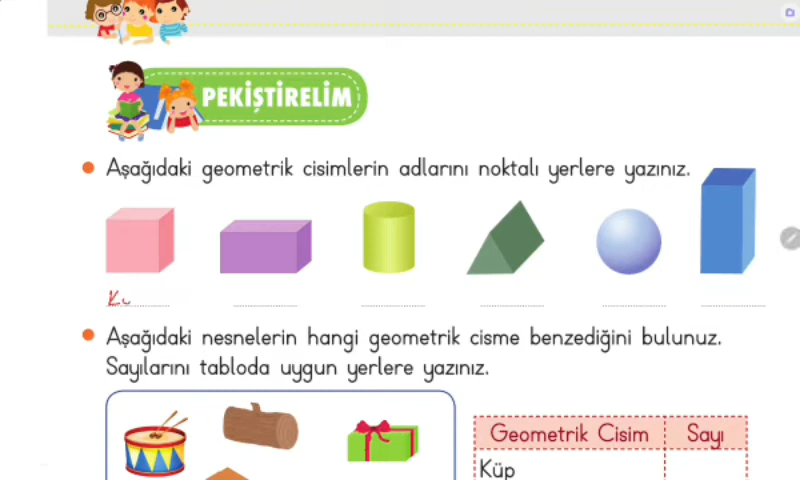 PEKİŞTİRELİM
Aşağıdaki geometrik cisimlerin adlarını noktalı yerlere yazınız.
Kü
Aşağıdaki nesnelerin hangi geometrik cisme benzediğini bulunuz.
Sayılarını tabloda uygun yerlere yazınız.
Geometrik Cisim Sayı
Küp